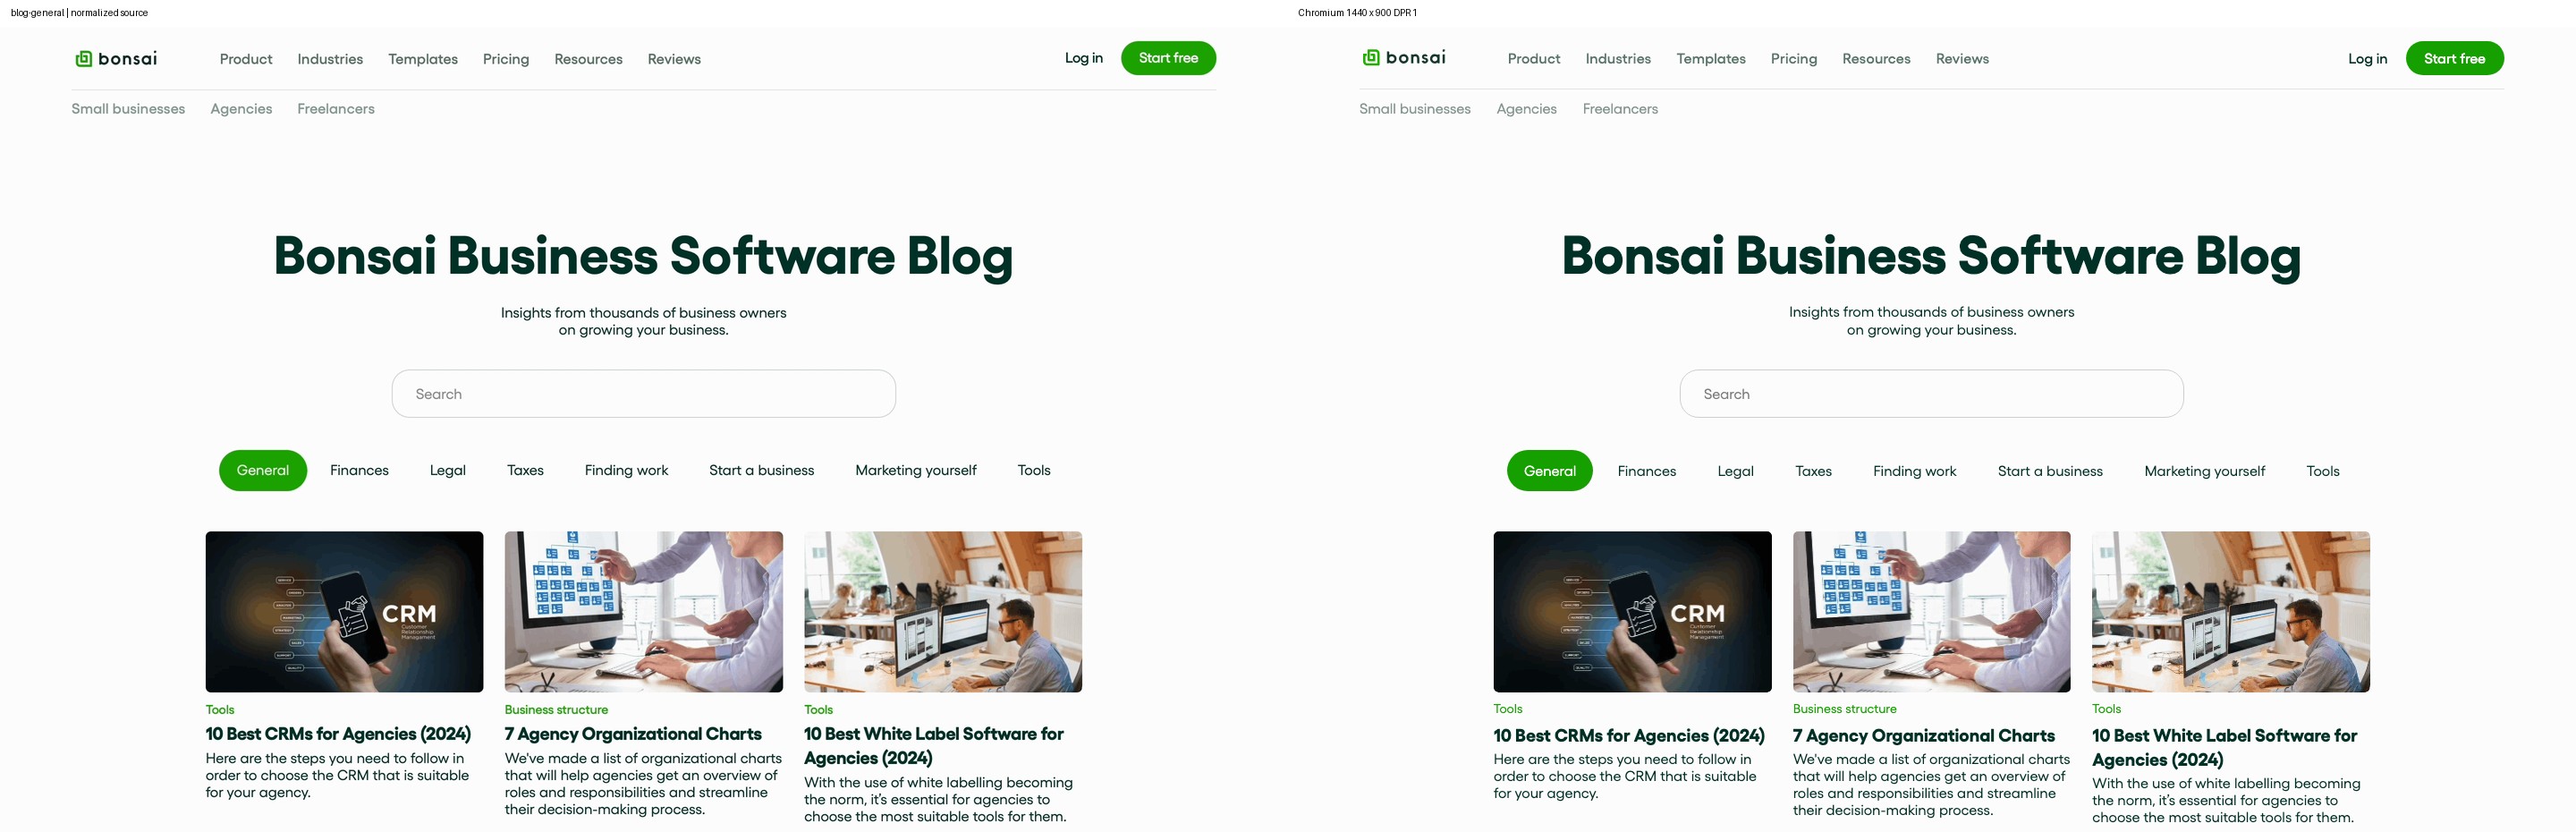 blog-general | normalized source
Chromium 1440 x 900 DPR 1
bonsai Product Industries Templates Pricing Resources Reviews Log in Start free
Small businesses Agencies Freelancers
Bonsai Business Software Blog
Insights from thousands of business owners
on growing your business.
Search
General Finances Legal Taxes Finding work Start a business Marketing yourself Tools
CRM
Customer
Relationship
Management
Tools
10 Best CRMs for Agencies (2024)
Here are the steps you need to follow in
order to choose the CRM that is suitable
for your agency.
Business structure
7 Agency Organizational Charts
We've made a list of organizational charts
that will help agencies get an overview of
roles and responsibilities and streamline
their decision-making process.
Tools
10 Best White Label Software for
Agencies (2024)
With the use of white labelling becoming
the norm, it's essential for agencies to
choose the most suitable tools for them.
bonsai Product Industries Templates Pricing Resources Reviews Log in Start free
Small businesses Agencies Freelancers
Bonsai Business Software Blog
Insights from thousands of business owners
on growing your business.
Search
General Finances Legal Taxes Finding work Start a business Marketing yourself Tools
CRM
Customer
Relationship
Management
Tools
10 Best CRMs for Agencies (2024)
Here are the steps you need to follow in
order to choose the CRM that is suitable
for your agency.
Business structure
7 Agency Organizational Charts
We've made a list of organizational charts
that will help agencies get an overview of
roles and responsibilities and streamline
their decision-making process.
Tools
10 Best White Label Software for
Agencies (2024)
With the use of white labelling becoming
the norm, it's essential for agencies to
choose the most suitable tools for them.